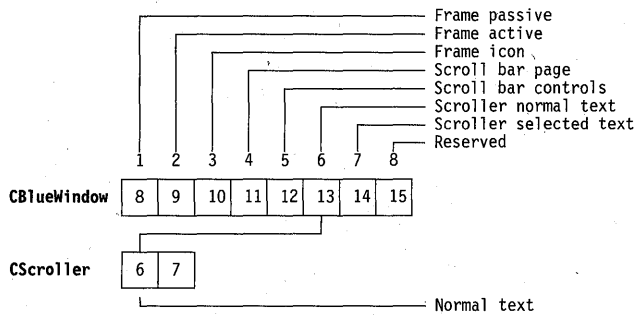 Frame passive
Frame active
Frame icon
Scroll bar page
Scroll bar controls
Scroller normal text
Scroller selected text
Reserved
1 2 3 4 5 6 7 8
CBlueWindow 8 9 10 11 12 13 14 15
CScroller 6 7
Normal text